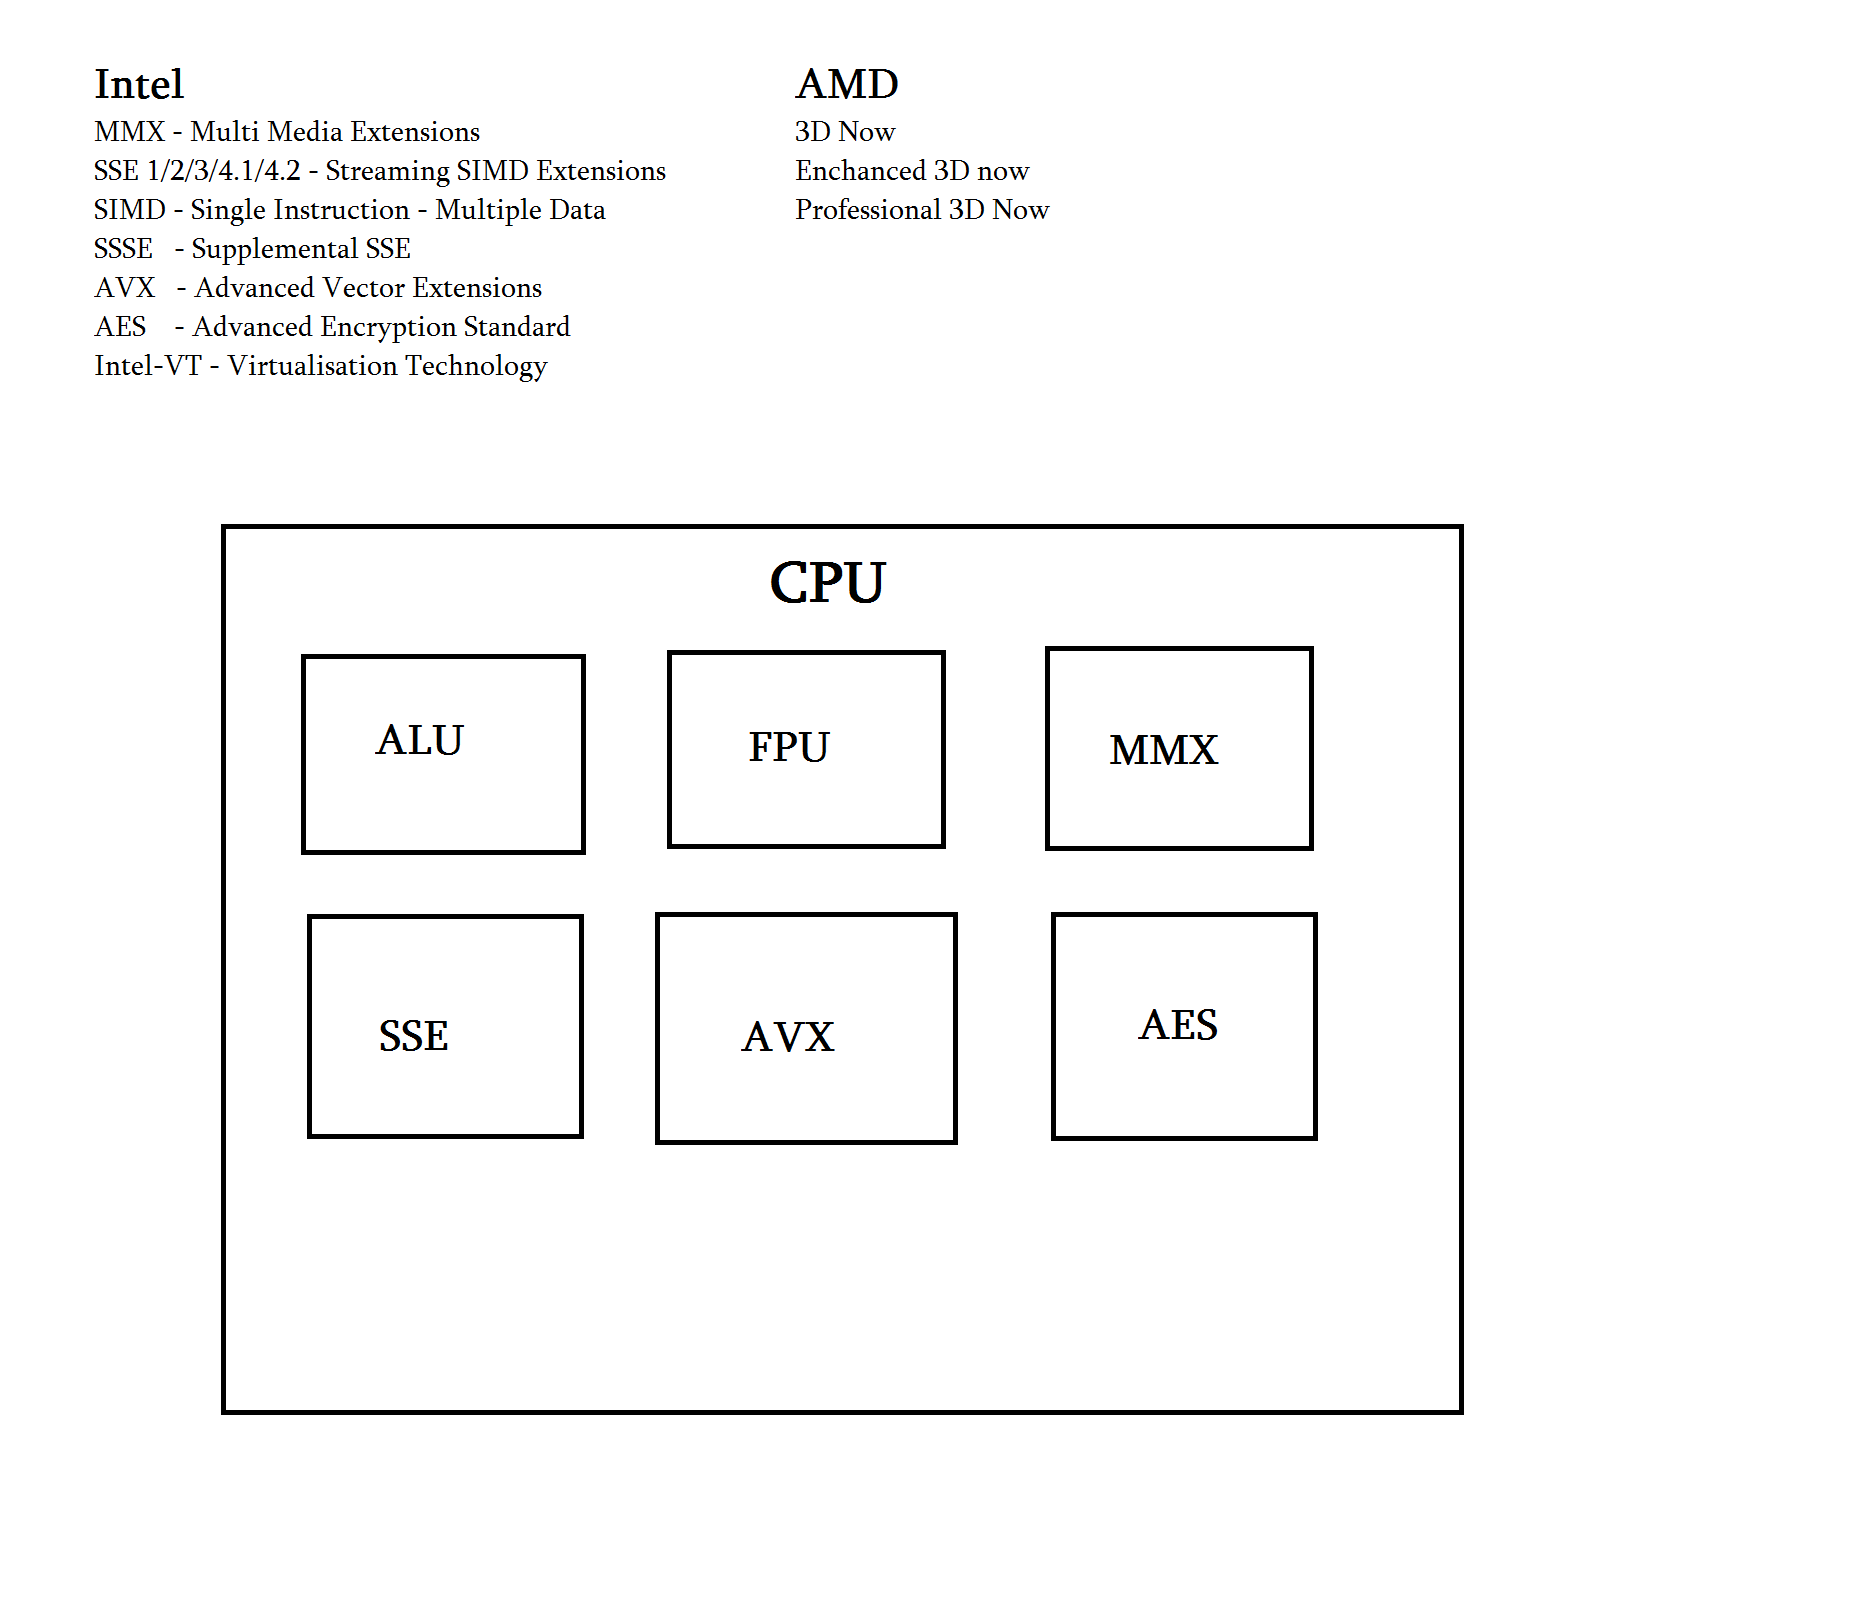 Intel
MMX - Multi Media Extensions
SSE 1/2/3/4.1/4.2 - Streaming SIMD Extensions
SIMD - Single Instruction - Multiple Data
SSSE - Supplemental SSE
AVX - Advanced Vector Extensions
AES - Advanced Encryption Standard
Intel-VT - Virtualisation Technology
AMD
3D Now
Enchanced 3D now
Professional 3D Now
CPU
ALU
FPU
MMX
SSE
AVX
AES